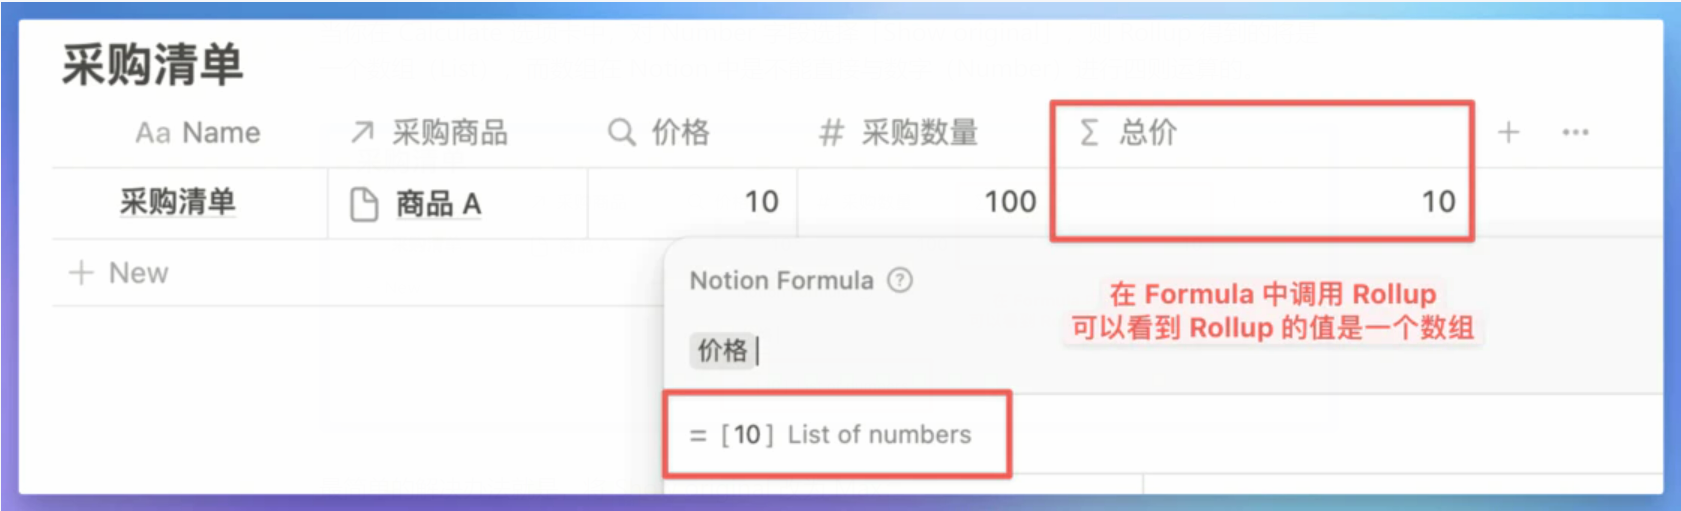 采购清单
Aa Name 采购商品 价格 # 采购数量 Σ 总价 + ···
采购清单 商品 A 10 100 10
+ New
Notion Formula ?
在 Formula 中调用 Rollup
可以看到 Rollup 的值是一个数组
价格
= [10] List of numbers